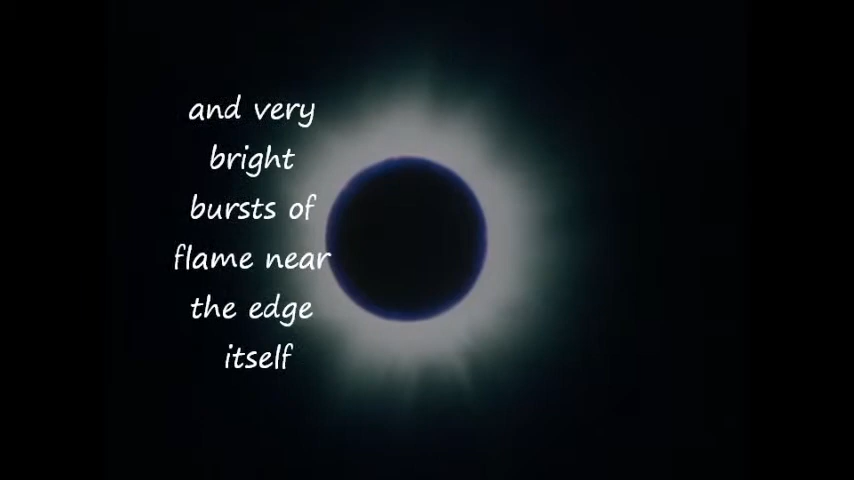 and very
bright
bursts of
flame near
the edge
itself